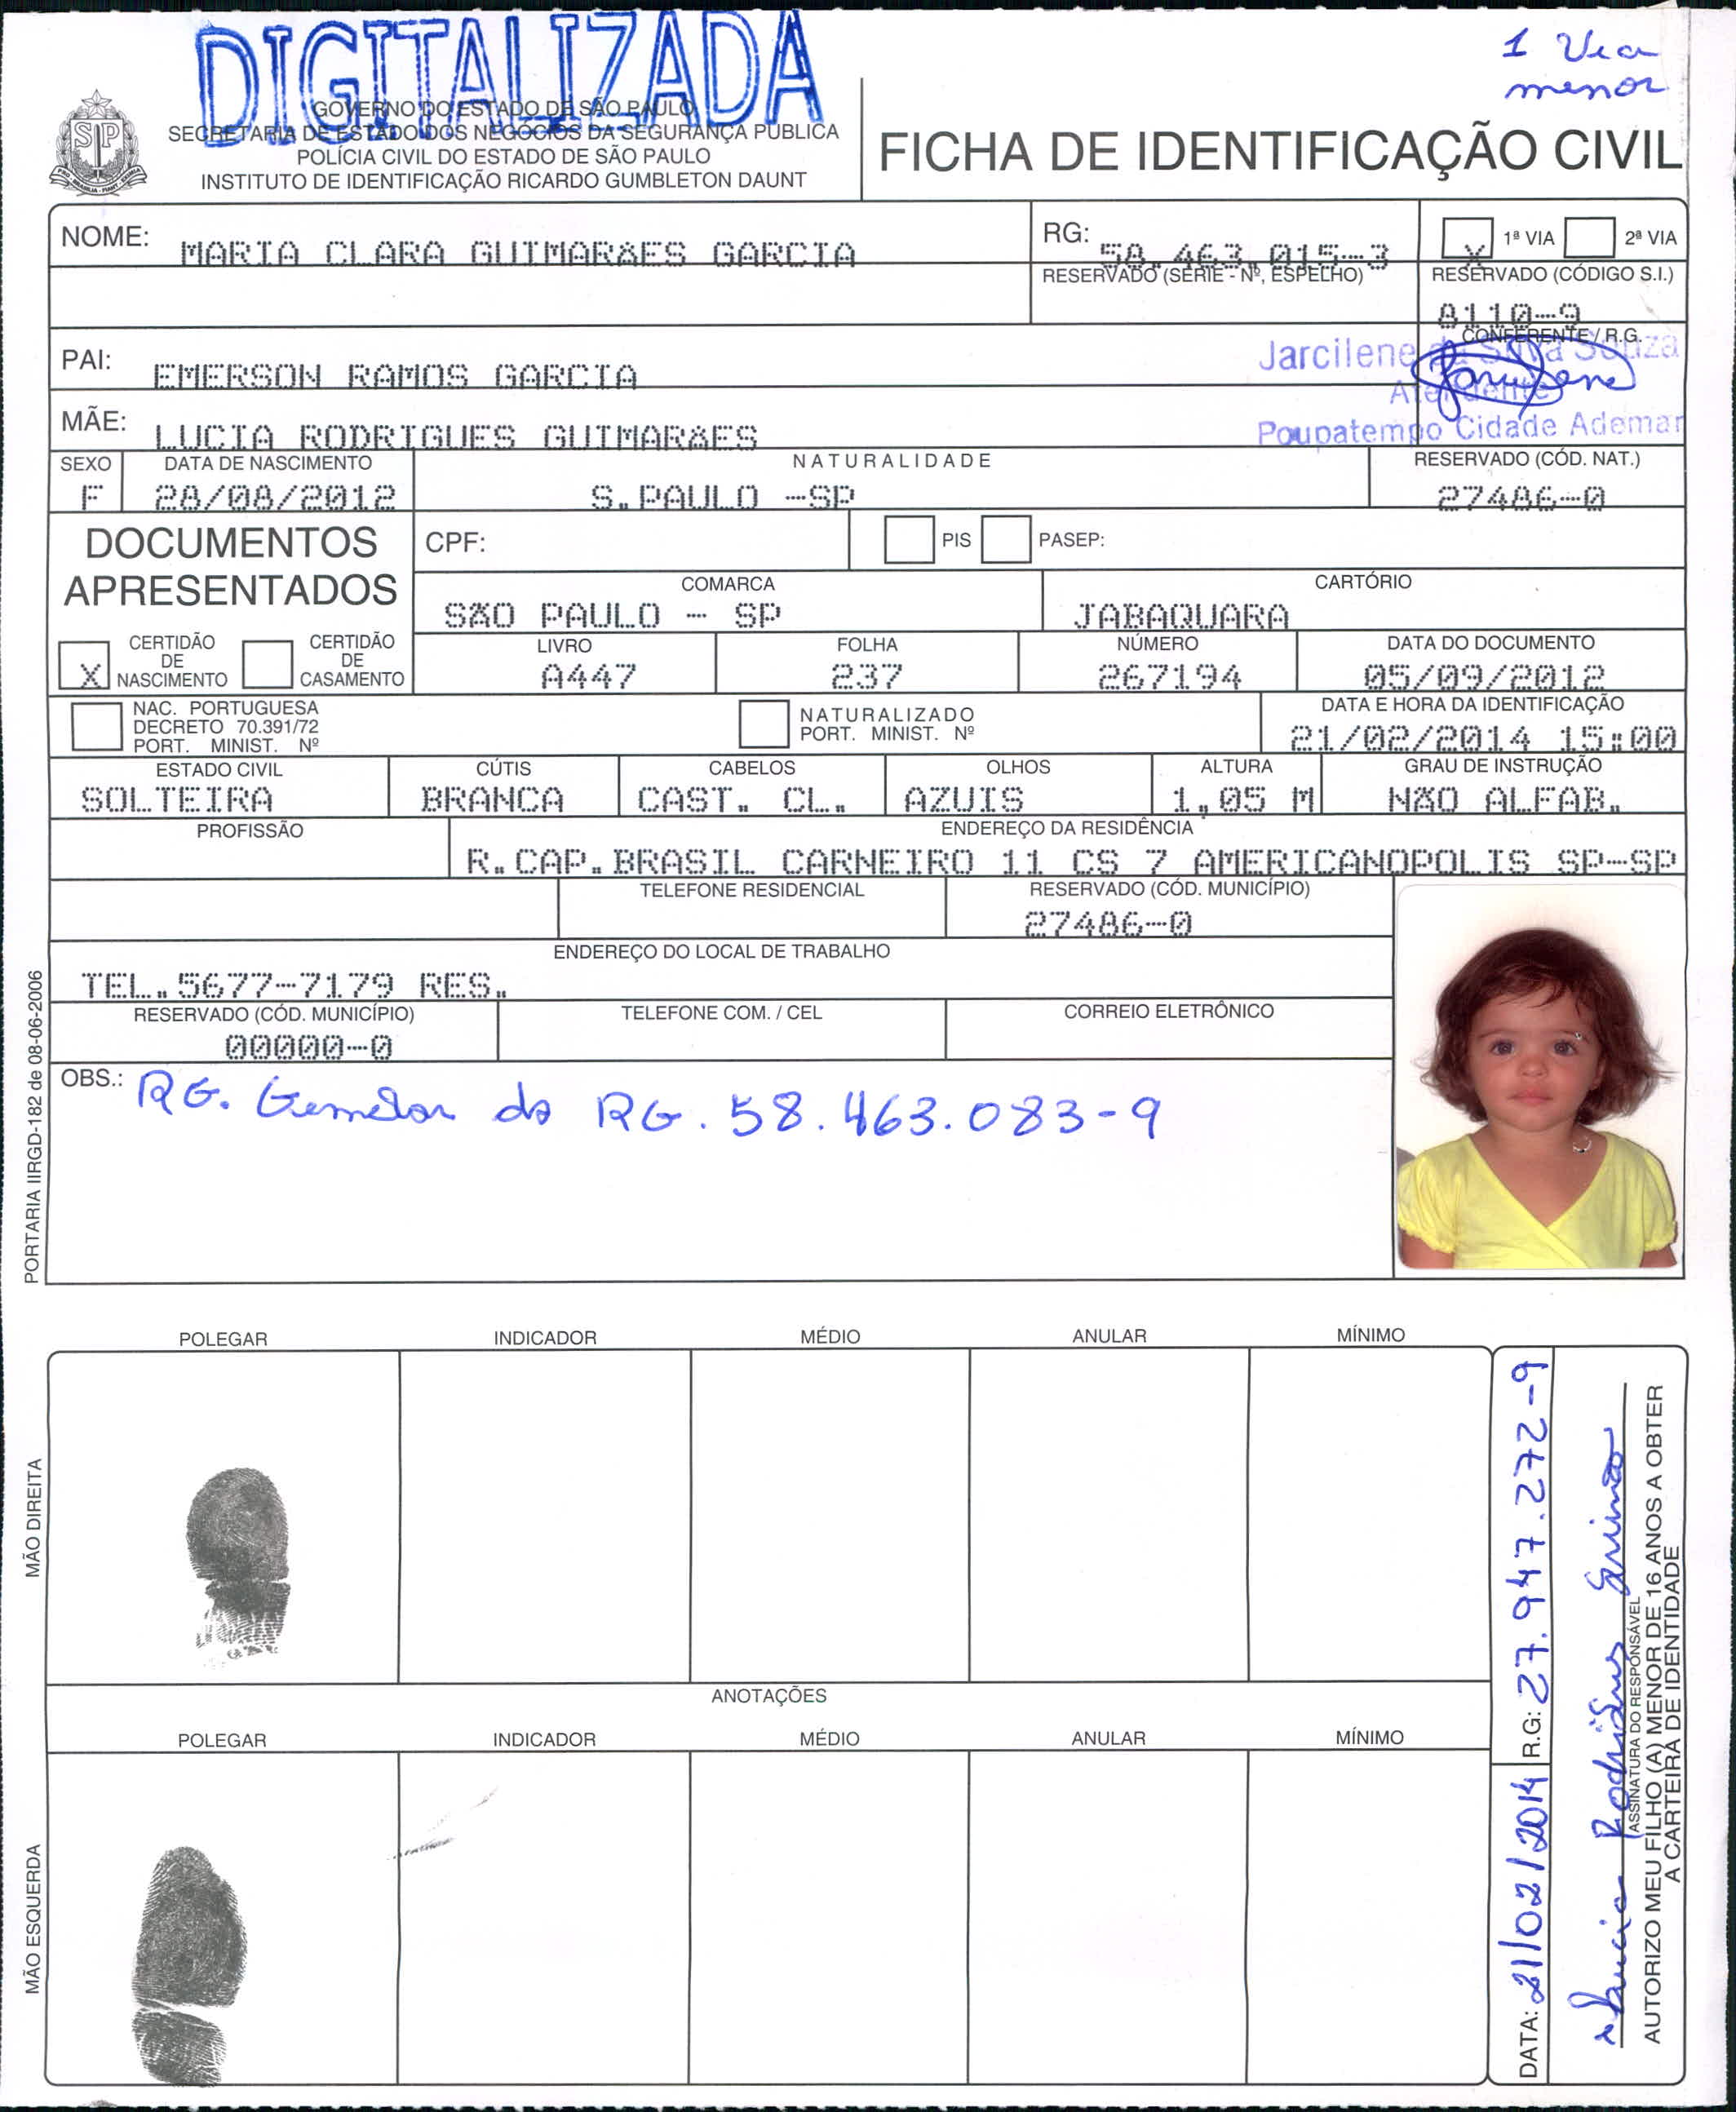 DIGITALIZADA
1 Via
menor
GOVERNO DO ESTADO DE SÃO PAULO
SECRETARIA DE ESTADO DOS NEGÓCIOS DA SEGURANÇA PÚBLICA
POLÍCIA CIVIL DO ESTADO DE SÃO PAULO
INSTITUTO DE IDENTIFICAÇÃO RICARDO GUMBLETON DAUNT
FICHA DE IDENTIFICAÇÃO CIVIL
NOME: MARIA CLARA GUIMARÃES GARCIA
RG: 58.463.015-3
X 1ª VIA 2ª VIA
RESERVADO (SÉRIE - Nº, ESPELHO)
RESERVADO (CÓDIGO S.I.)
8110-9
CONFERENTE / R.G.
PAI: EMERSON RAMOS GARCIA
Jarcilene da Silva Souza
Atendente
Poupatempo Cidade Ademar
MÃE: LUCIA RODRIGUES GUIMARÃES
SEXO DATA DE NASCIMENTO NATURALIDADE RESERVADO (CÓD. NAT.)
F 28/08/2012 S.PAULO -SP 27486-0
DOCUMENTOS
APRESENTADOS
CPF: PIS PASEP:
COMARCA CARTÓRIO
SÃO PAULO - SP JABAQUARA
X CERTIDÃO DE NASCIMENTO CERTIDÃO DE CASAMENTO
LIVRO FOLHA NÚMERO DATA DO DOCUMENTO
A447 237 267194 05/09/2012
NAC. PORTUGUESA
DECRETO 70.391/72
PORT. MINIST. Nº
NATURALIZADO
PORT. MINIST. Nº
DATA E HORA DA IDENTIFICAÇÃO
21/02/2014 15:00
ESTADO CIVIL CÚTIS CABELOS OLHOS ALTURA GRAU DE INSTRUÇÃO
SOLTEIRA BRANCA CAST. CL. AZUIS 1,05 M NÃO ALFAB.
PROFISSÃO ENDEREÇO DA RESIDÊNCIA
R.CAP.BRASIL CARNEIRO 11 CS 7 AMERICANOPOLIS SP-SP
TELEFONE RESIDENCIAL RESERVADO (CÓD. MUNICÍPIO)
27486-0
ENDEREÇO DO LOCAL DE TRABALHO
TEL.5677-7179 RES.
RESERVADO (CÓD. MUNICÍPIO) TELEFONE COM. / CEL CORREIO ELETRÔNICO
00000-0
OBS.: RG. Gemelar do RG. 58.463.083-9
PORTARIA IIRGD-182 de 08-06-2006
POLEGAR INDICADOR MÉDIO ANULAR MÍNIMO
MÃO DIREITA
ANOTAÇÕES
POLEGAR INDICADOR MÉDIO ANULAR MÍNIMO
MÃO ESQUERDA
DATA: 21/02/2014 R.G: 27.947.272-9
Lucia Rodrigues
ASSINATURA DO RESPONSÁVEL
AUTORIZO MEU FILHO (A) MENOR DE 16 ANOS A OBTER
A CARTEIRA DE IDENTIDADE